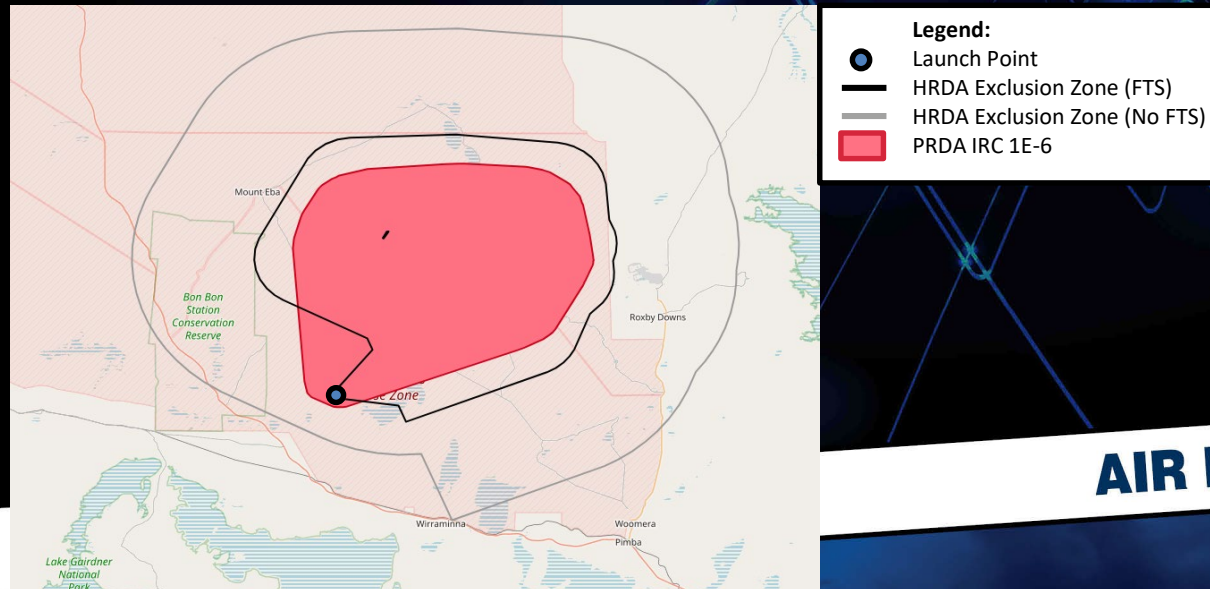 Legend:
Launch Point
HRDA Exclusion Zone (FTS)
HRDA Exclusion Zone (No FTS)
PRDA IRC 1E-6
Mount Eba
Bon Bon
Station
Conservation
Reserve
Roxby Downs
Zone
AIR
Wirraminna
Woomera
Pimba
Lake Gairdner
National
Park